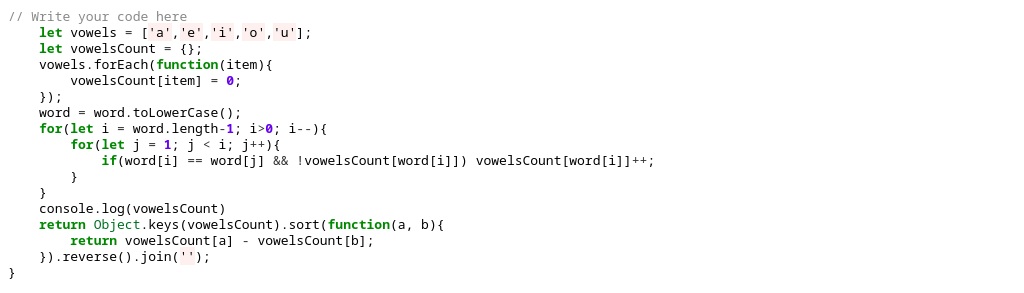 // Write your code here
    let vowels = ['a','e','i','o','u'];
    let vowelsCount = {};
    vowels.forEach(function(item){
        vowelsCount[item] = 0;
    });
    word = word.toLowerCase();
    for(let i = word.length-1; i>0; i--){
        for(let j = 1; j < i; j++){
            if(word[i] == word[j] && !vowelsCount[word[i]]) vowelsCount[word[i]]++;
        }
    }
    console.log(vowelsCount)
    return Object.keys(vowelsCount).sort(function(a, b){
        return vowelsCount[a] - vowelsCount[b];
    }).reverse().join('');
}